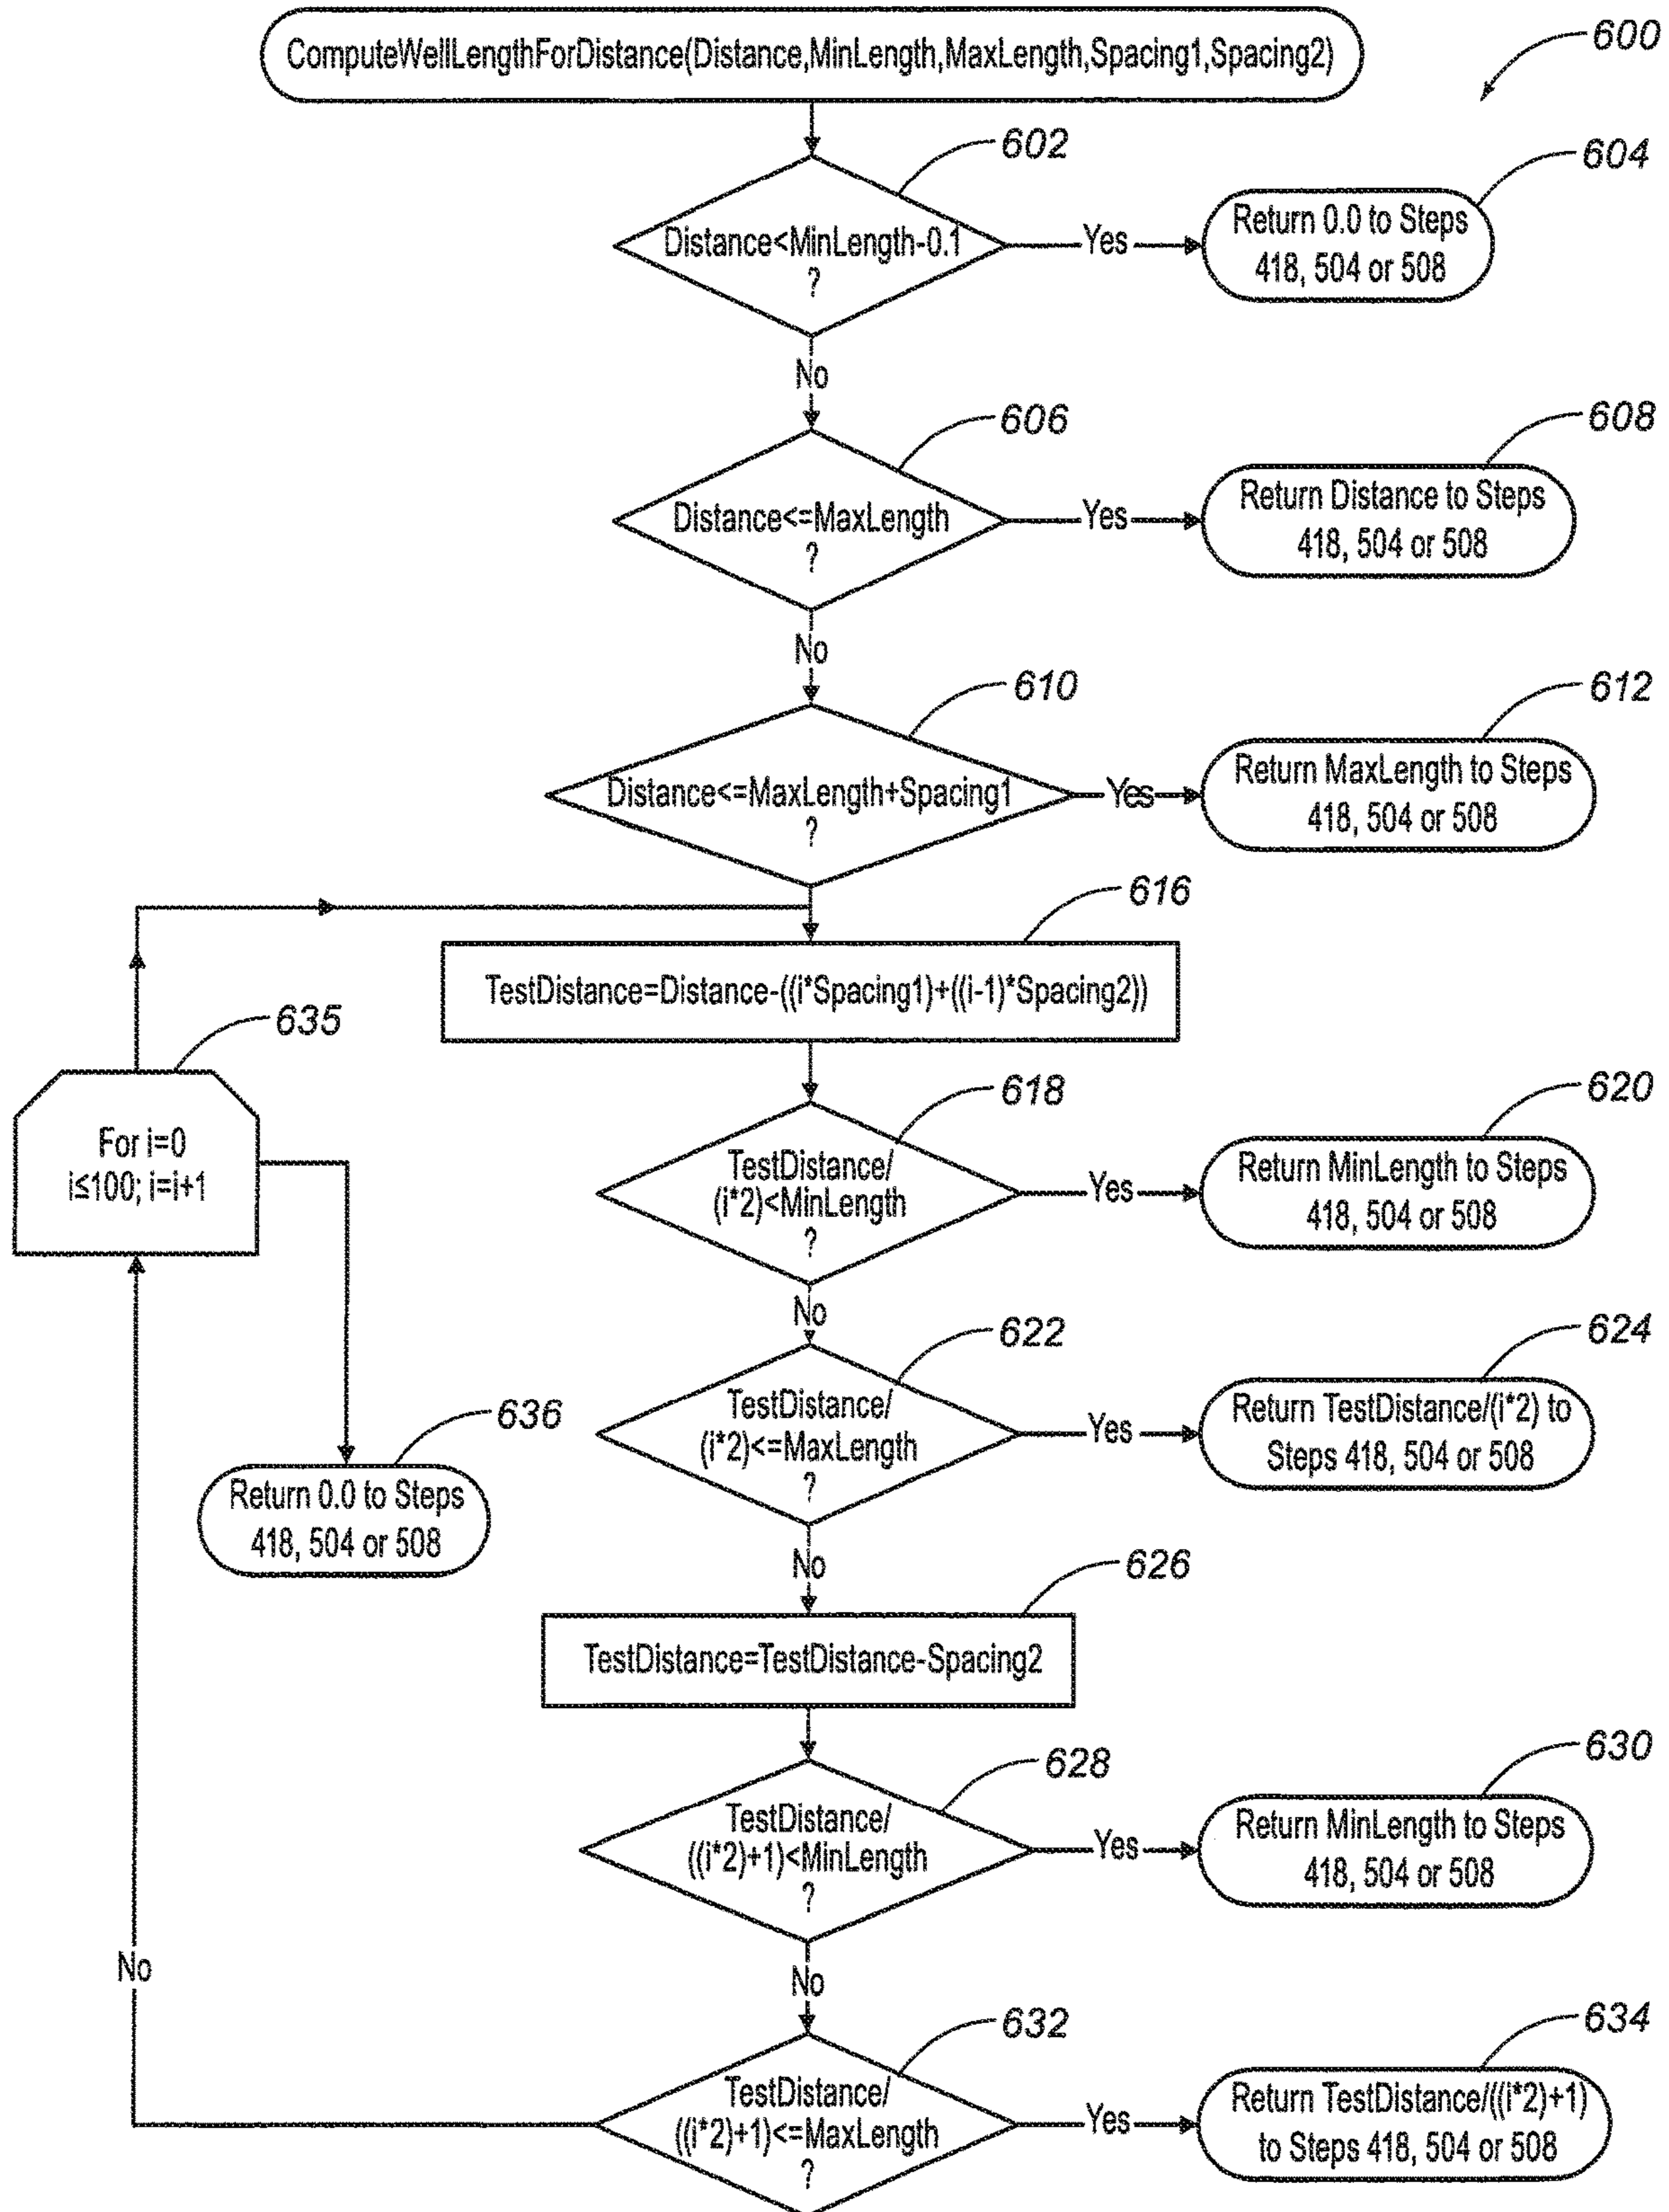 ComputeWellLengthForDistance(Distance,MinLength,MaxLength,Spacing1,Spacing2)
600
602
Distance<MinLength-0.1
?
Yes
604
Return 0.0 to Steps
418, 504 or 508
No
606
Distance<=MaxLength
?
Yes
608
Return Distance to Steps
418, 504 or 508
No
610
Distance<=MaxLength+Spacing1
?
Yes
612
Return MaxLength to Steps
418, 504 or 508
616
TestDistance=Distance-((i*Spacing1)+((i-1)*Spacing2))
635
For i=0
i≤100; i=i+1
618
TestDistance/
(i*2)<MinLength
?
Yes
620
Return MinLength to Steps
418, 504 or 508
No
622
TestDistance/
(i*2)<=MaxLength
?
Yes
624
Return TestDistance/(i*2) to
Steps 418, 504 or 508
636
Return 0.0 to Steps
418, 504 or 508
No
626
TestDistance=TestDistance-Spacing2
628
TestDistance/
((i*2)+1)<MinLength
?
Yes
630
Return MinLength to Steps
418, 504 or 508
No
No
632
TestDistance/
((i*2)+1)<=MaxLength
?
Yes
634
Return TestDistance/((i*2)+1)
to Steps 418, 504 or 508